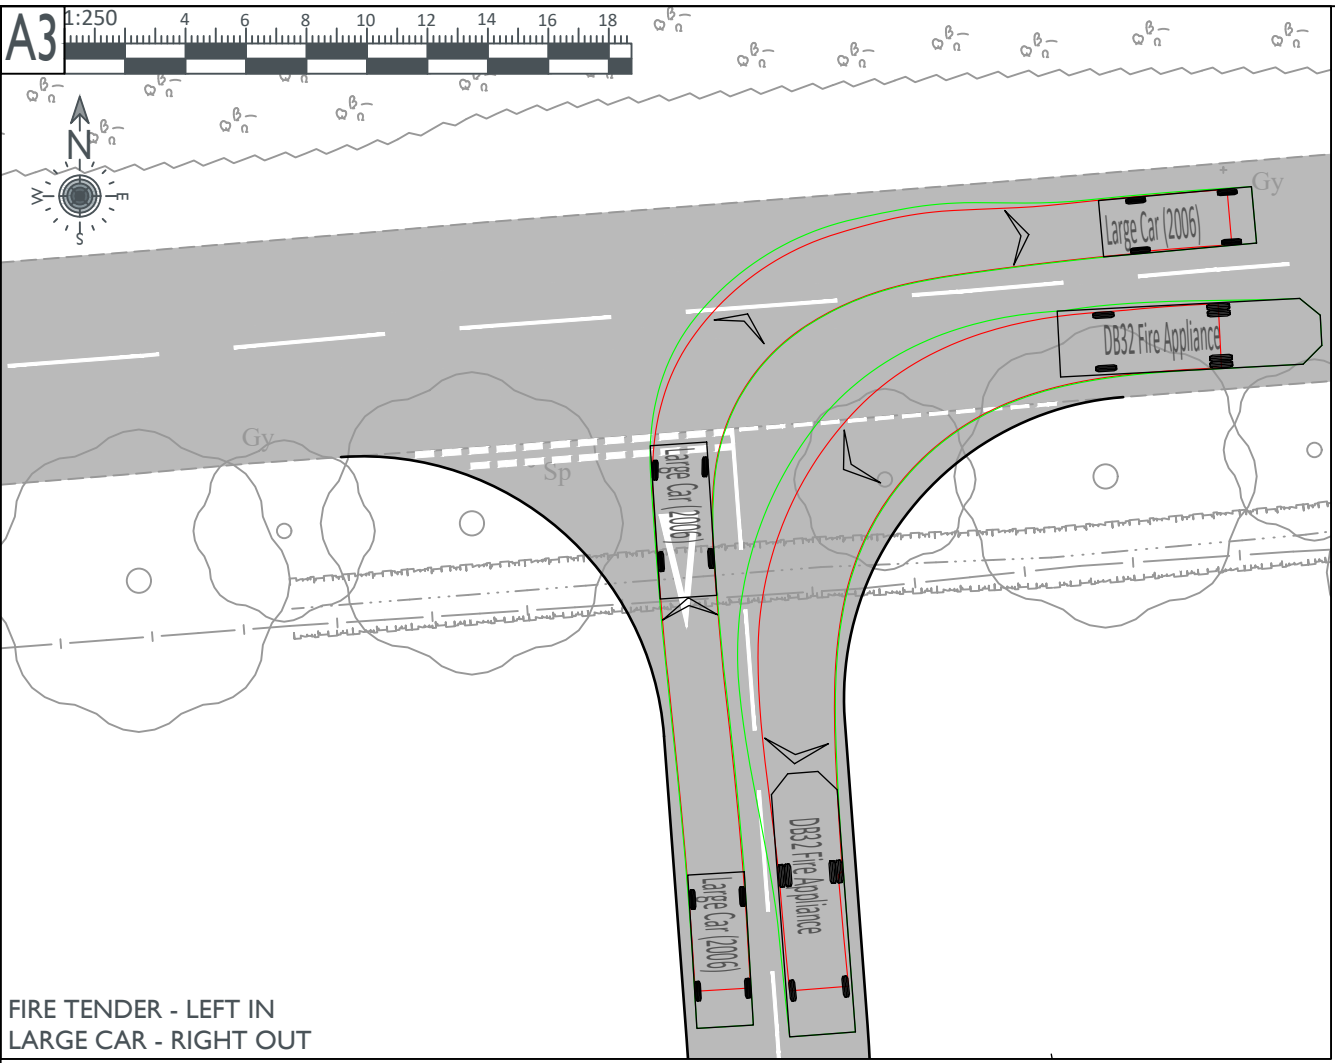 A3
1:250 4 6 8 10 12 14 16 18
N
W E
S
Gy
Large Car (2006)
DB32 Fire Appliance
Gy
Sp
Large Car (2006)
DB32 Fire Appliance
Large Car (2006)
FIRE TENDER - LEFT IN
LARGE CAR - RIGHT OUT